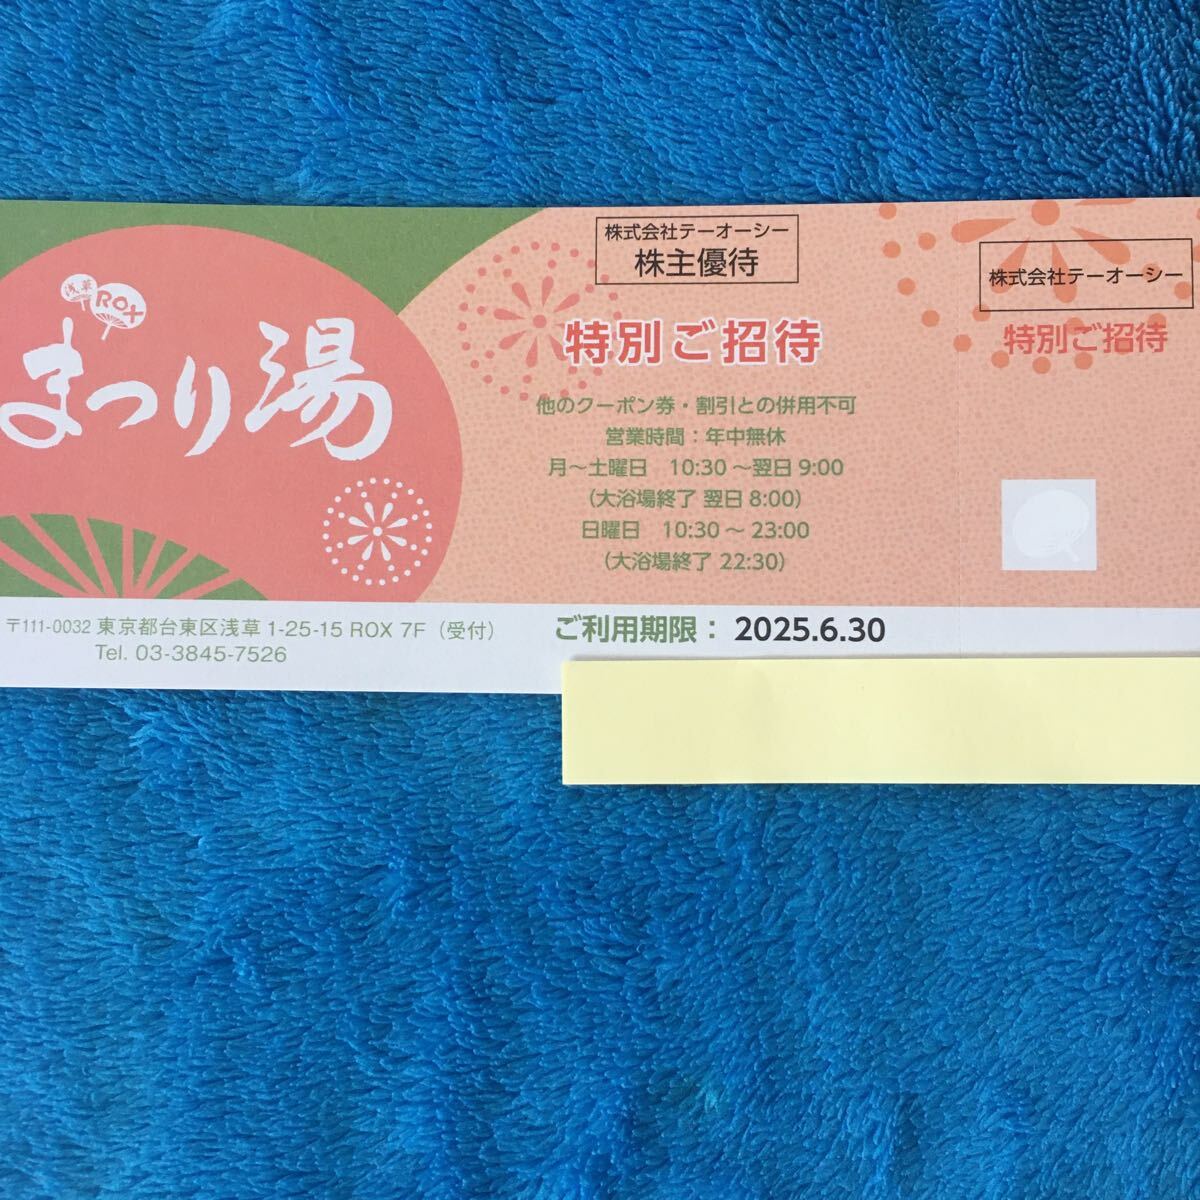 浅草
ROX
まつり湯
株式会社テーオーシー
株主優待
特別ご招待
他のクーポン券・割引との併用不可
営業時間：年中無休
月～土曜日　10:30～翌日9:00
（大浴場終了 翌日8:00）
日曜日　10:30～23:00
（大浴場終了 22:30）
〒111-0032 東京都台東区浅草1-25-15 ROX 7F（受付）
Tel. 03-3845-7526
ご利用期限： 2025.6.30
株式会社テーオーシー
特別ご招待